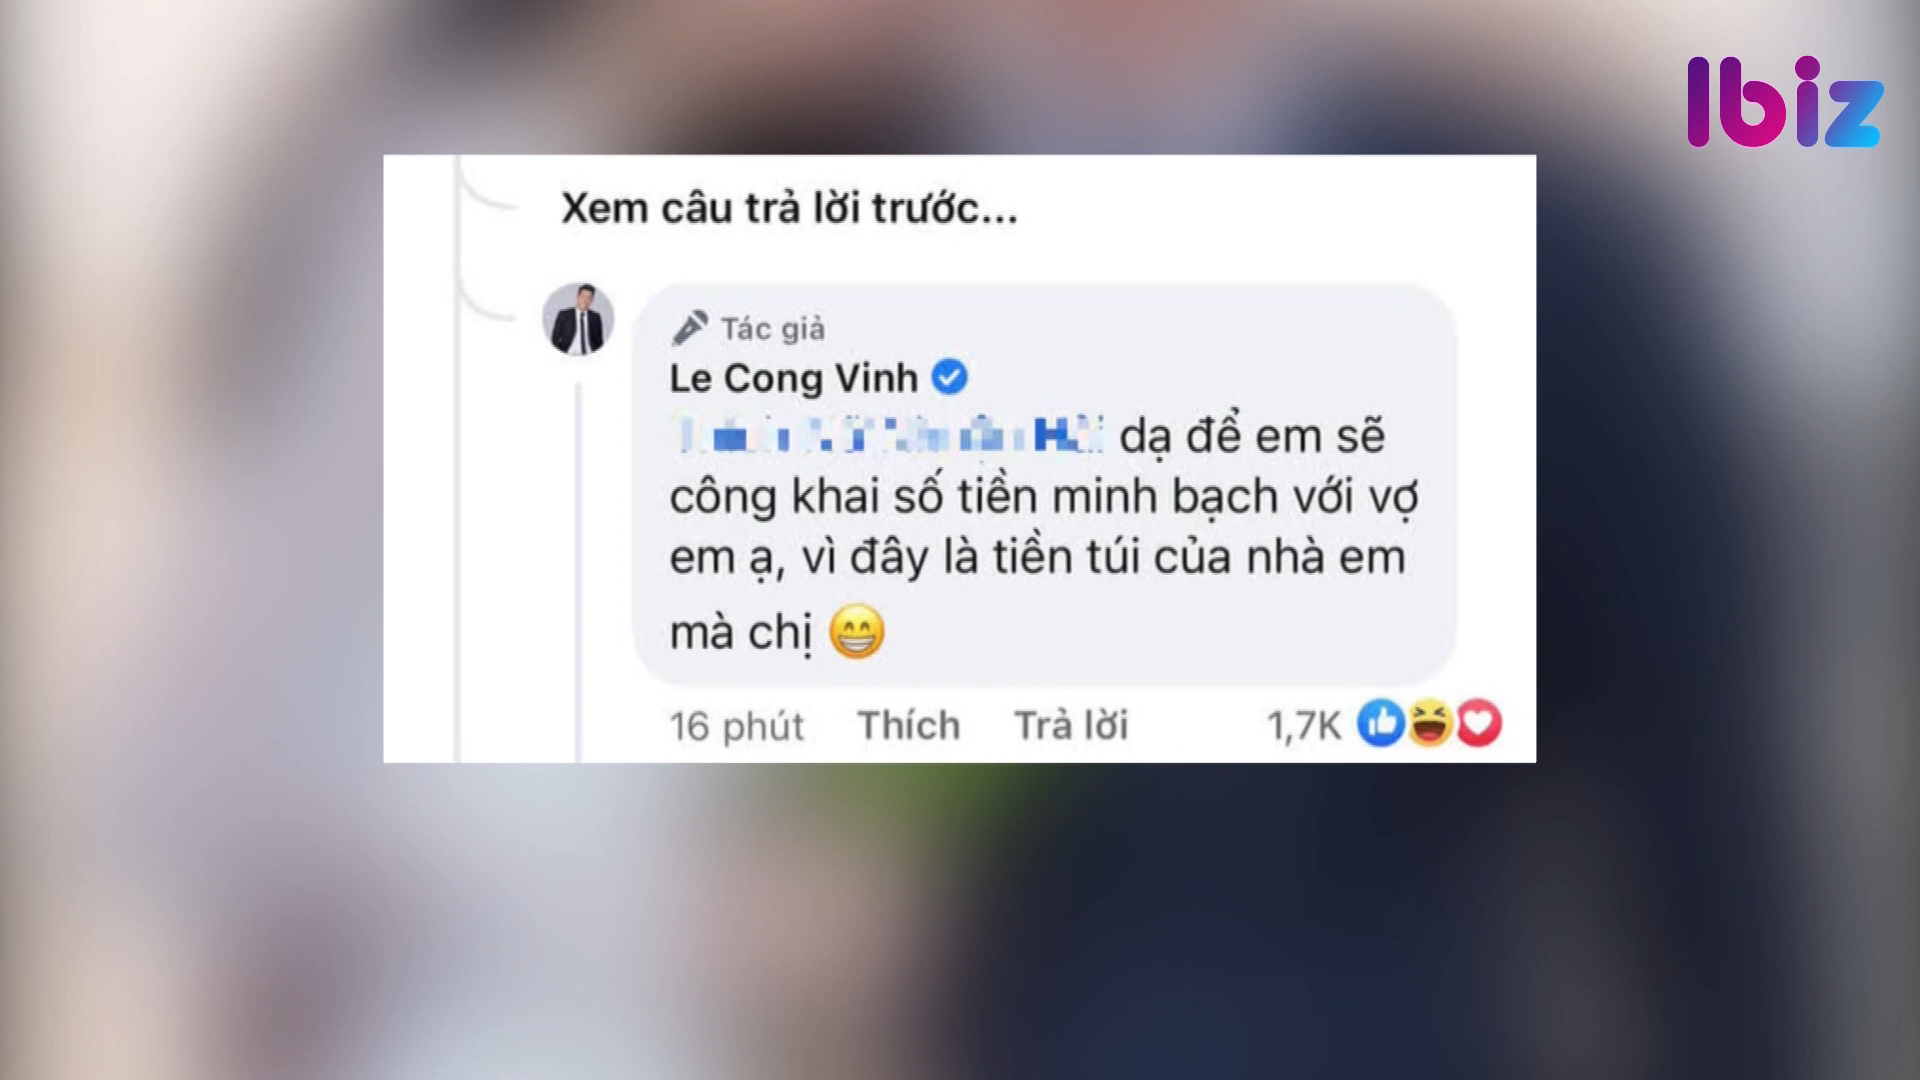 Ibiz
Xem câu trả lời trước...
Tác giả
Le Cong Vinh
dạ để em sẽ
công khai số tiền minh bạch với vợ
em ạ, vì đây là tiền túi của nhà em
mà chị 😁
16 phút Thích Trả lời 1,7K